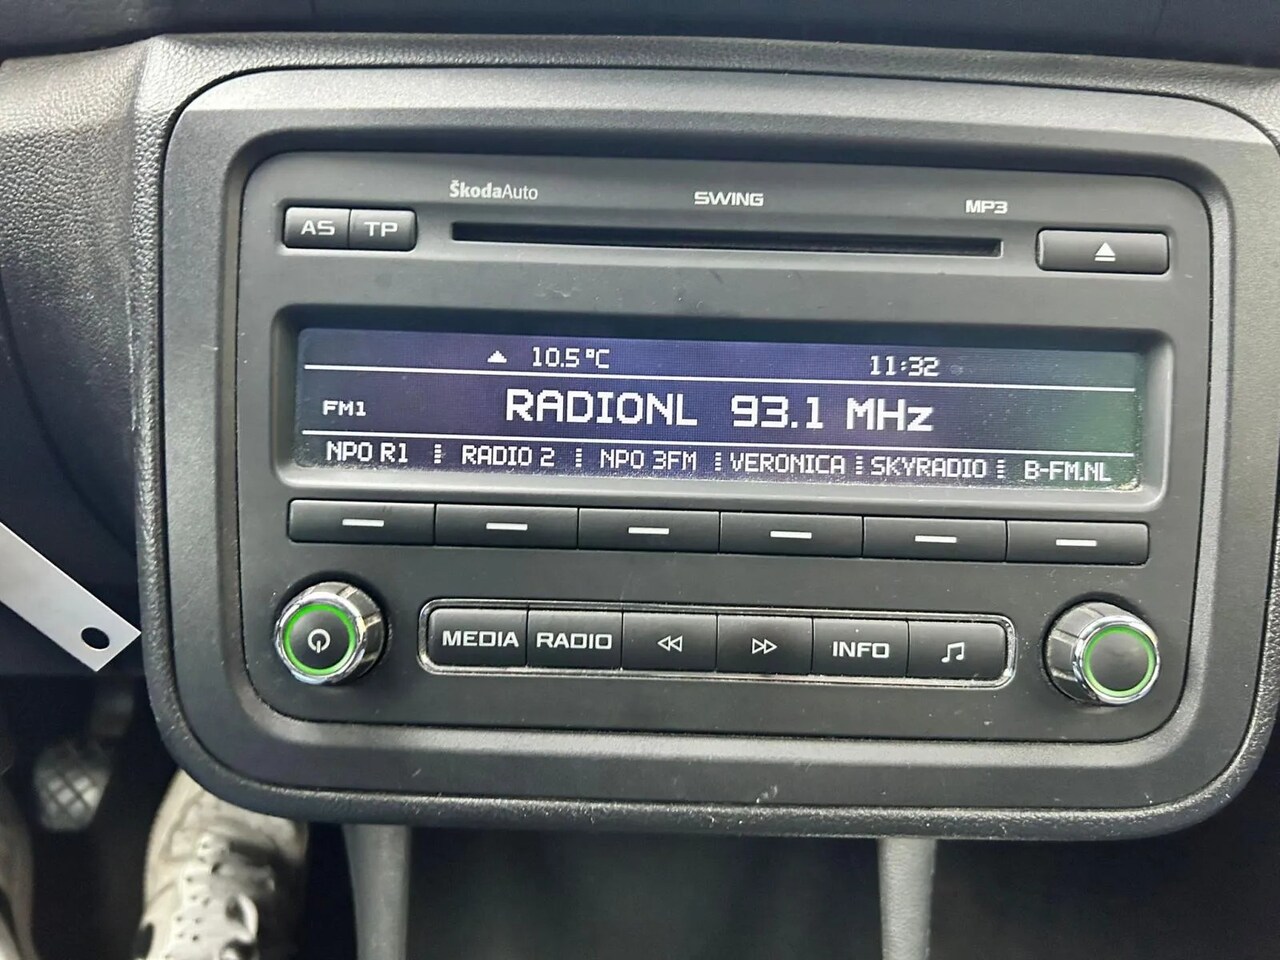 ŠkodaAuto SWING MP3
AS TP
10.5°C 11:32
FM1 RADIONL 93.1 MHz
NPO R1 RADIO 2 NPO 3FM VERONICA SKYRADIO B-FM.NL
MEDIA RADIO INFO